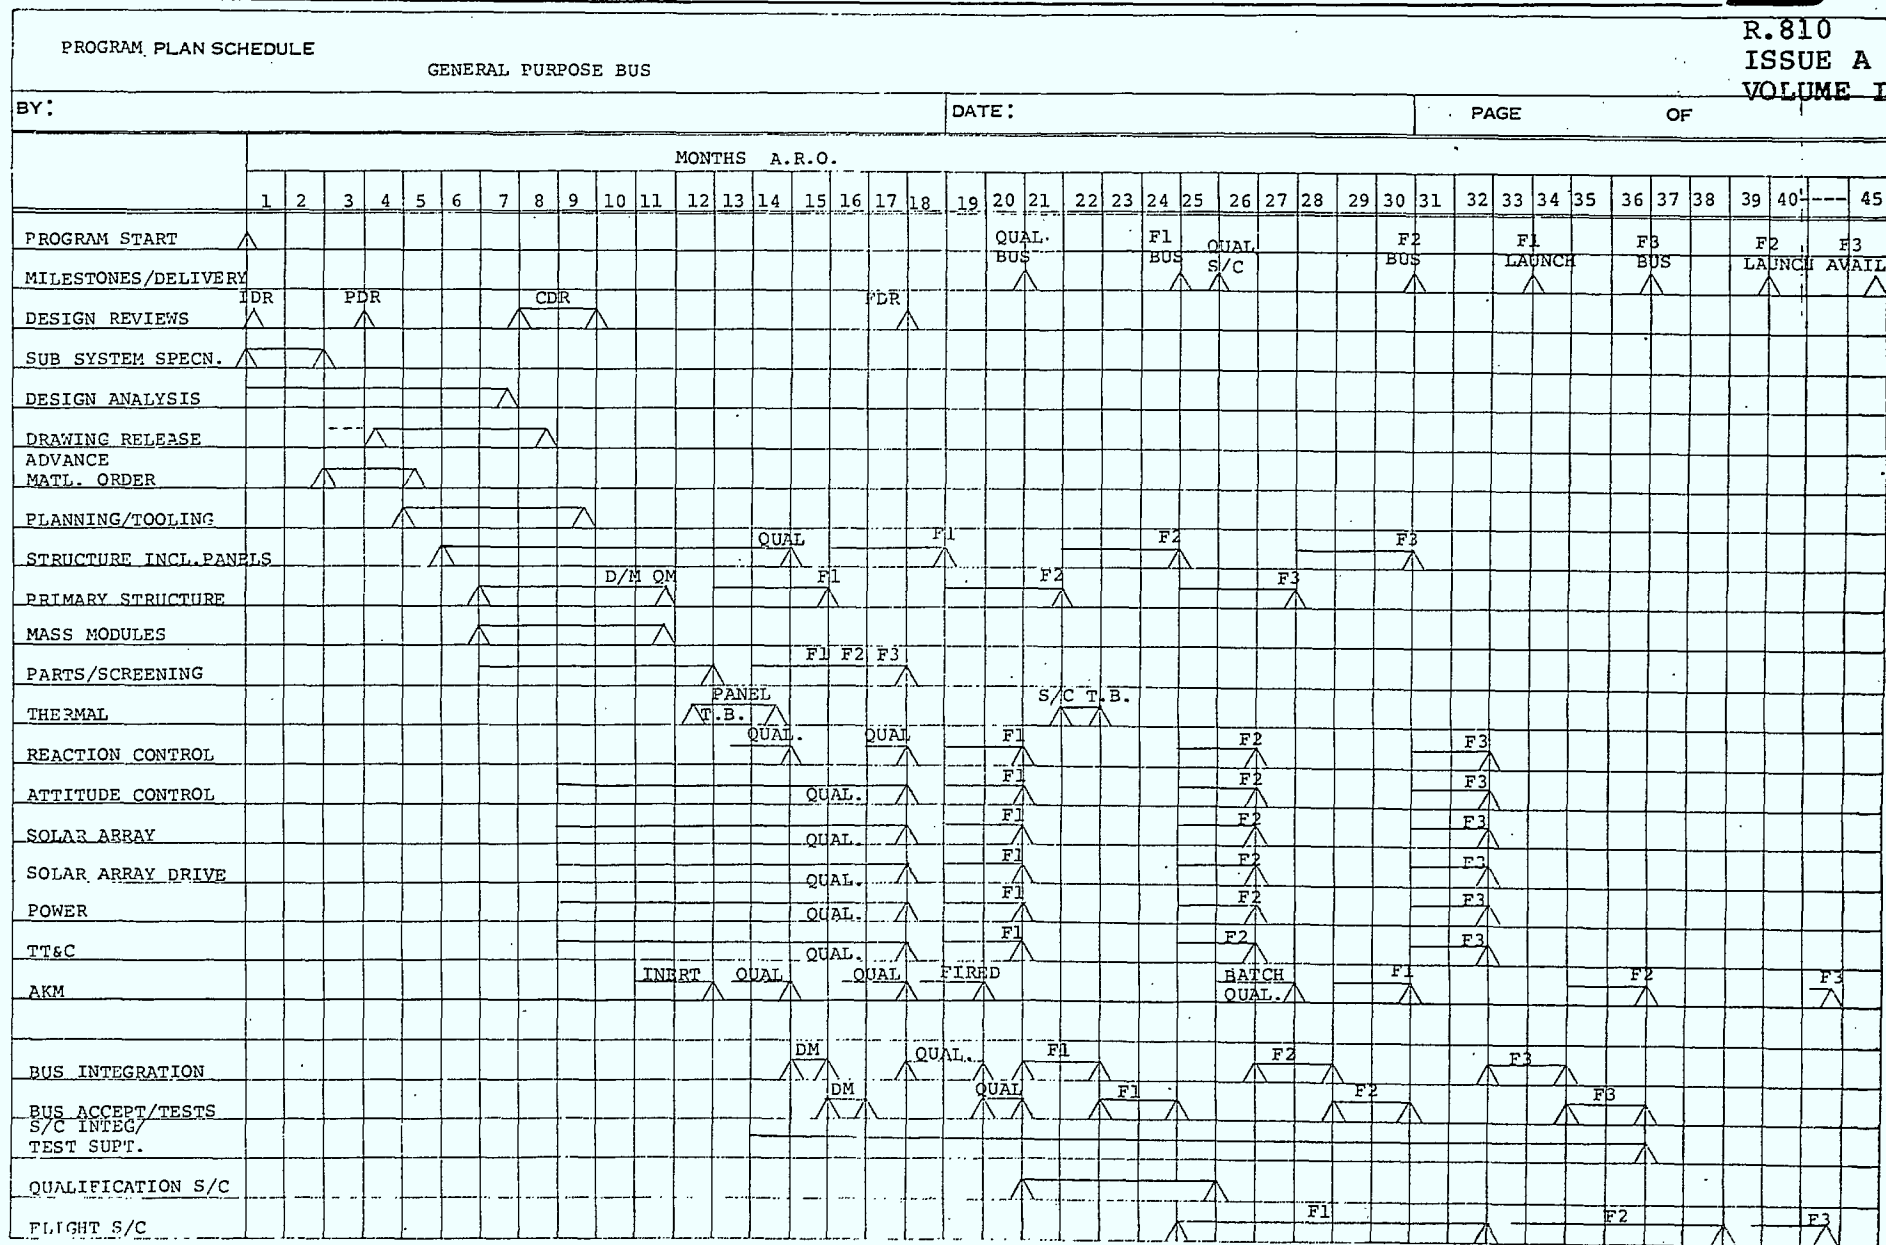 R.810
PROGRAM PLAN SCHEDULE
ISSUE A
GENERAL PURPOSE BUS
VOLUME I
BY: DATE: PAGE OF
MONTHS A.R.O.
1 2 3 4 5 6 7 8 9 10 11 12 13 14 15 16 17 18 19 20 21 22 23 24 25 26 27 28 29 30 31 32 33 34 35 36 37 38 39 40 ---- 45
PROGRAM START
QUAL. BUS F1 BUS QUAL S/C F2 BUS F1 LAUNCH F3 BUS F2 LAUNCH F3 AVAIL
MILESTONES/DELIVERY
IDR PDR CDR FDR
DESIGN REVIEWS
SUB SYSTEM SPECN.
DESIGN ANALYSIS
DRAWING RELEASE
ADVANCE
MATL. ORDER
PLANNING/TOOLING
QUAL F1 F2 F3
STRUCTURE INCL.PANELS
D/M QM F1 F2 F3
PRIMARY STRUCTURE
MASS MODULES
F1 F2 F3
PARTS/SCREENING
PANEL S/C T.B.
THERMAL T.B.
QUAL. QUAL F1 F2 F3
REACTION CONTROL
F1 F2 F3
ATTITUDE CONTROL QUAL.
F1 F2 F3
SOLAR ARRAY QUAL.
F1 F2 F3
SOLAR ARRAY DRIVE QUAL.
F1 F2 F3
POWER QUAL.
F1 F2 F3
TT&C QUAL.
INERT QUAL QUAL FIRED BATCH F1 F2 F3
AKM QUAL.
DM QUAL. F1 F2 F3
BUS INTEGRATION
DM QUAL F1 F2 F3
BUS ACCEPT/TESTS
S/C INTEG/
TEST SUPT.
QUALIFICATION S/C
F1 F2 F3
FLIGHT S/C